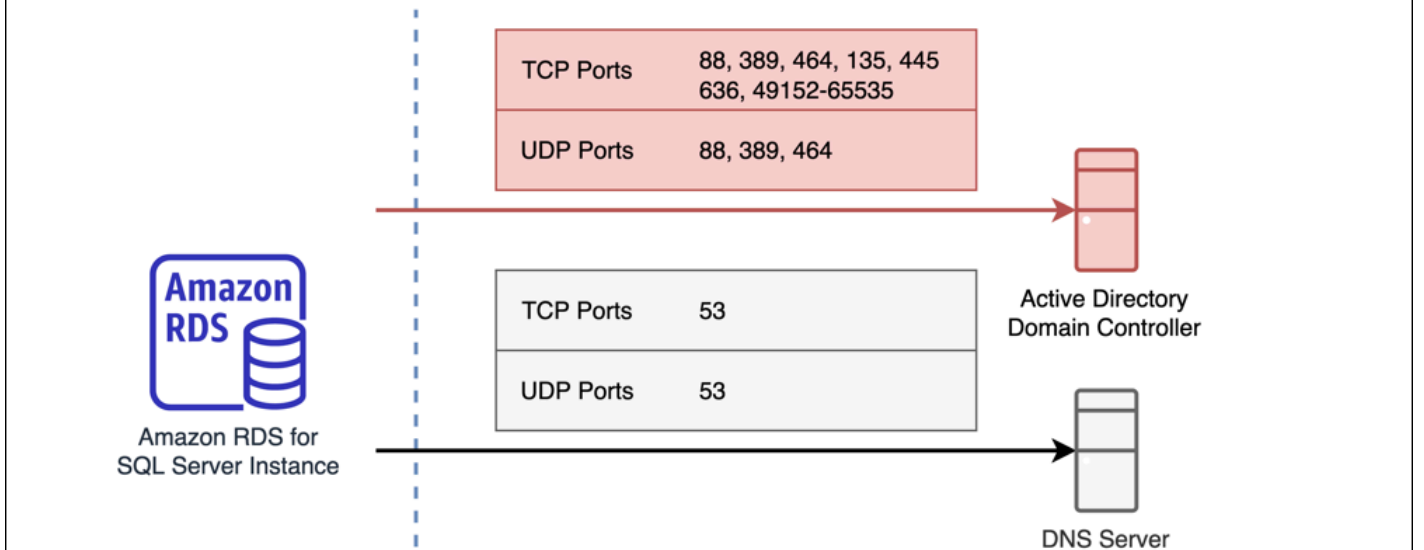 TCP Ports 88, 389, 464, 135, 445
636, 49152-65535
UDP Ports 88, 389, 464
Amazon
RDS
Amazon RDS for
SQL Server Instance
TCP Ports 53
UDP Ports 53
Active Directory
Domain Controller
DNS Server